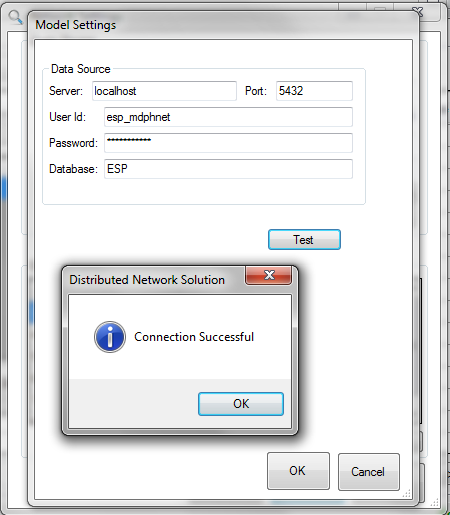 Model Settings
Data Source
Server: localhost Port: 5432
User Id: esp_mdphnet
Password: ***********
Database: ESP
Test
Distributed Network Solution
Connection Successful
OK
OK Cancel